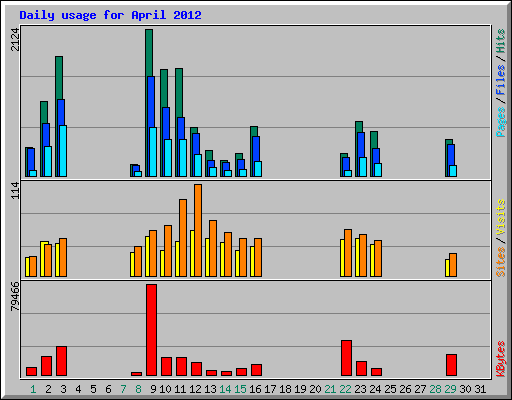 Daily usage for April 2012
2124
Pages / Files / Hits
114
Sites / Visits
79466
KBytes
1 2 3 4 5 6 7 8 9 10 11 12 13 14 15 16 17 18 19 20 21 22 23 24 25 26 27 28 29 30 31